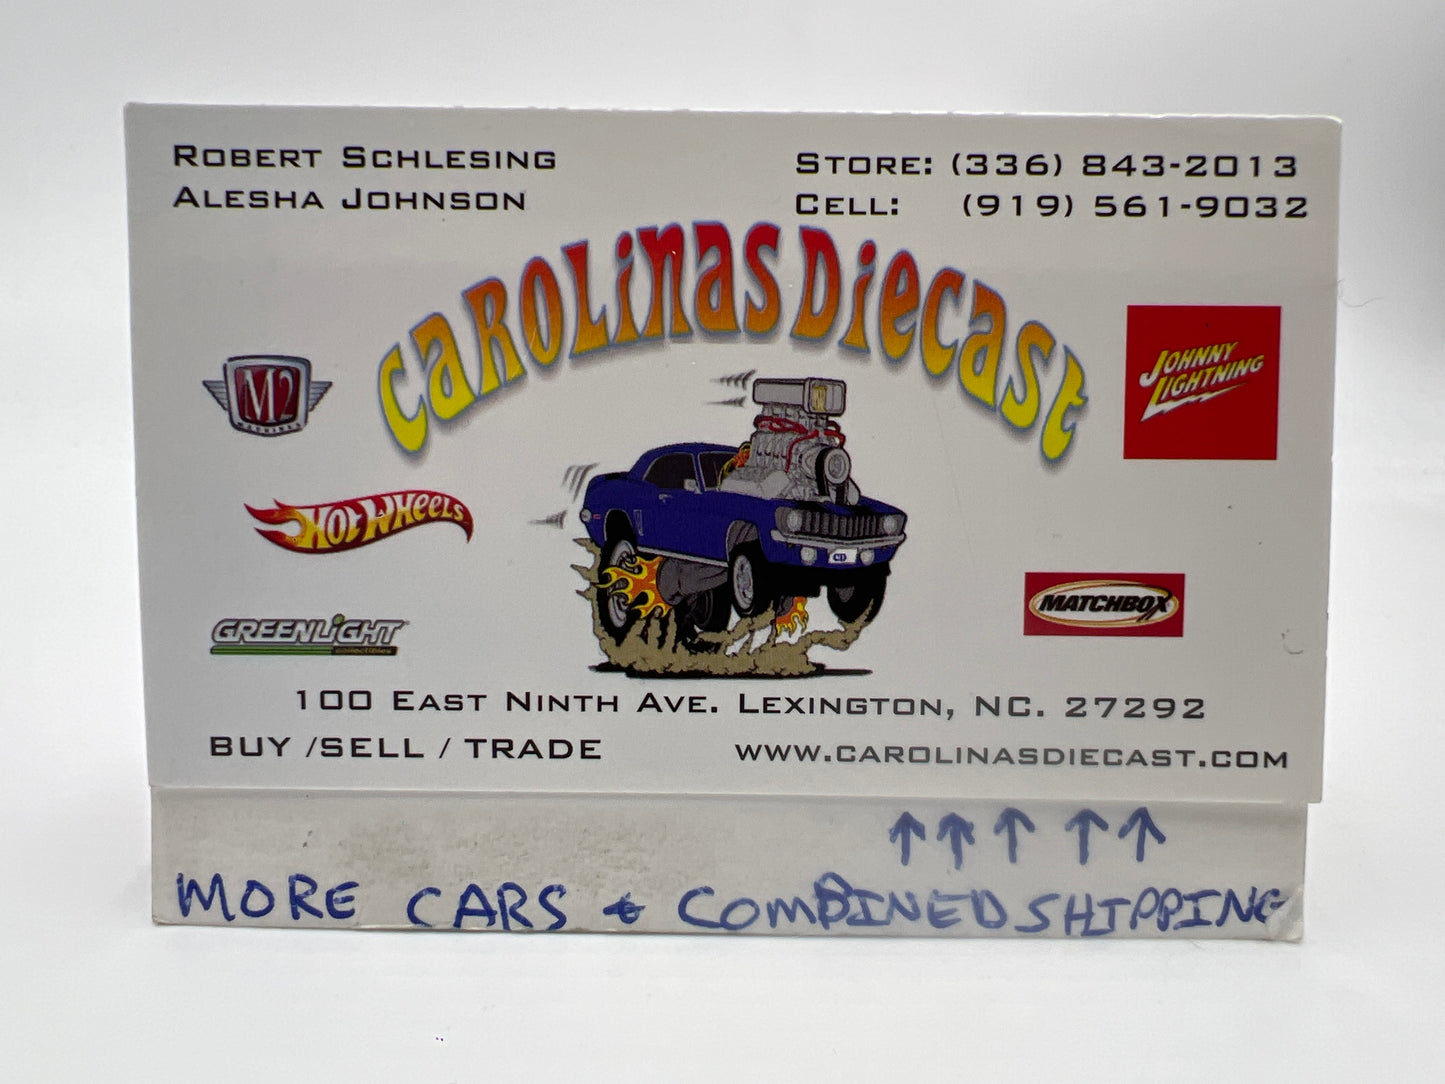 ROBERT SCHLESING
ALESHA JOHNSON
STORE: (336) 843-2013
CELL: (919) 561-9032
CAROLINAS DIECAST
M2
MACHINES
JOHNNY
LIGHTNING
HOT WHEELS
MATCHBOX
GREENLIGHT
collectibles
100 EAST NINTH AVE. LEXINGTON, NC. 27292
BUY /SELL / TRADE
WWW.CAROLINASDIECAST.COM
↑↑↑ ↑↑
MORE CARS & COMBINED SHIPPING